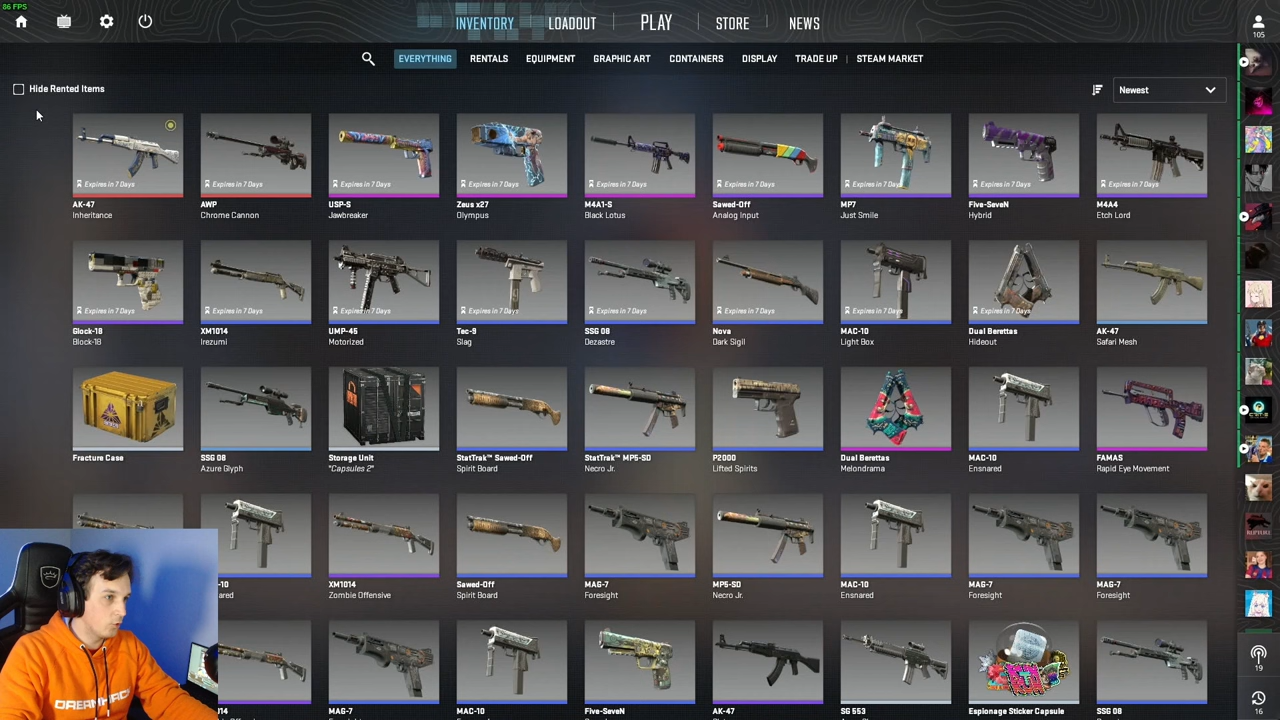 86 FPS
INVENTORY
LOADOUT
PLAY
STORE
NEWS
105
EVERYTHING
RENTALS
EQUIPMENT
GRAPHIC ART
CONTAINERS
DISPLAY
TRADE UP
STEAM MARKET
Hide Rented Items
Newest
Expires in 7 Days
Expires in 7 Days
Expires in 7 Days
Expires in 7 Days
Expires in 7 Days
Expires in 7 Days
Expires in 7 Days
Expires in 7 Days
Expires in 7 Days
AK-47
Inheritance
AWP
Chrome Cannon
USP-S
Jawbreaker
Zeus x27
Olympus
M4A1-S
Black Lotus
Sawed-Off
Analog Input
MP7
Just Smile
Five-SeveN
Hybrid
M4A4
Etch Lord
Expires in 7 Days
Expires in 7 Days
Expires in 7 Days
Expires in 7 Days
Expires in 7 Days
Expires in 7 Days
Expires in 7 Days
Expires in 7 Days
Glock-18
Block-18
XM1014
Irezumi
UMP-45
Motorized
Tec-9
Slag
SSG 08
Dezastre
Nova
Dark Sigil
MAC-10
Light Box
Dual Berettas
Hideout
AK-47
Safari Mesh
Fracture Case
SSG 08
Azure Glyph
Storage Unit
"Capsules 2"
StatTrak™ Sawed-Off
Spirit Board
StatTrak™ MP5-SD
Necro Jr.
P2000
Lifted Spirits
Dual Berettas
Melondrama
MAC-10
Ensnared
FAMAS
Rapid Eye Movement
-10
ared
XM1014
Zombie Offensive
Sawed-Off
Spirit Board
MAG-7
Foresight
MP5-SD
Necro Jr.
MAC-10
Ensnared
MAG-7
Foresight
MAG-7
Foresight
014
MAG-7
MAC-10
Five-SeveN
AK-47
SG 553
Espionage Sticker Capsule
SSG 08
19
16
DREAMHACK